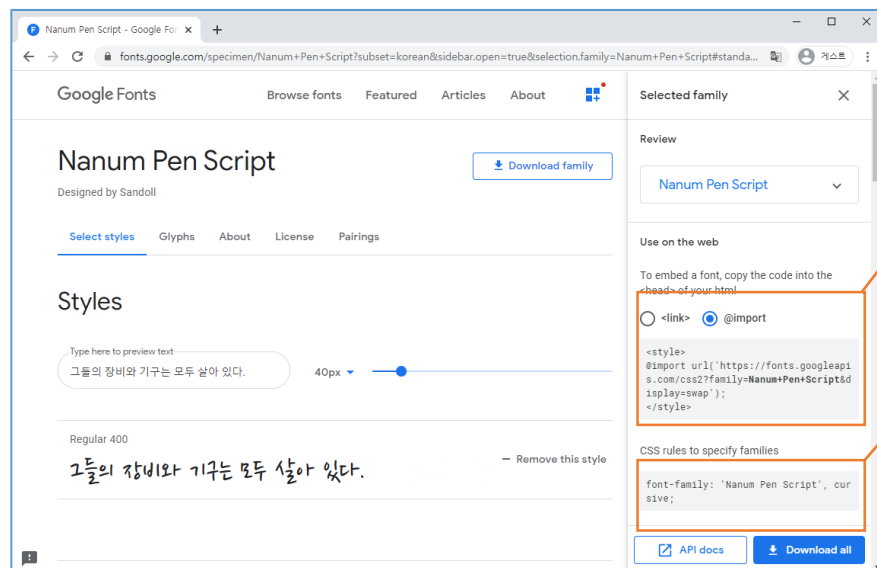 Nanum Pen Script - Google For
fonts.google.com/specimen/Nanum+Pen+Script?subset=korean&sidebar.open=true&selection.family=Nanum+Pen+Script#standa...
게스트
Google Fonts
Browse fonts
Featured
Articles
About
Selected family
Review
Nanum Pen Script
Download family
Designed by Sandoll
Nanum Pen Script
Select styles
Glyphs
About
License
Pairings
Use on the web
To embed a font, copy the code into the
<head> of your html
Styles
<link>
@import
Type here to preview text
그들의 장비와 기구는 모두 살아 있다.
40px
<style>
@import url('https://fonts.googleapi
s.com/css2?family=Nanum+Pen+Script&d
isplay=swap');
</style>
Regular 400
그들의 장비와 기구는 모두 살아 있다.
Remove this style
CSS rules to specify families
font-family: 'Nanum Pen Script', cur
sive;
API docs
Download all